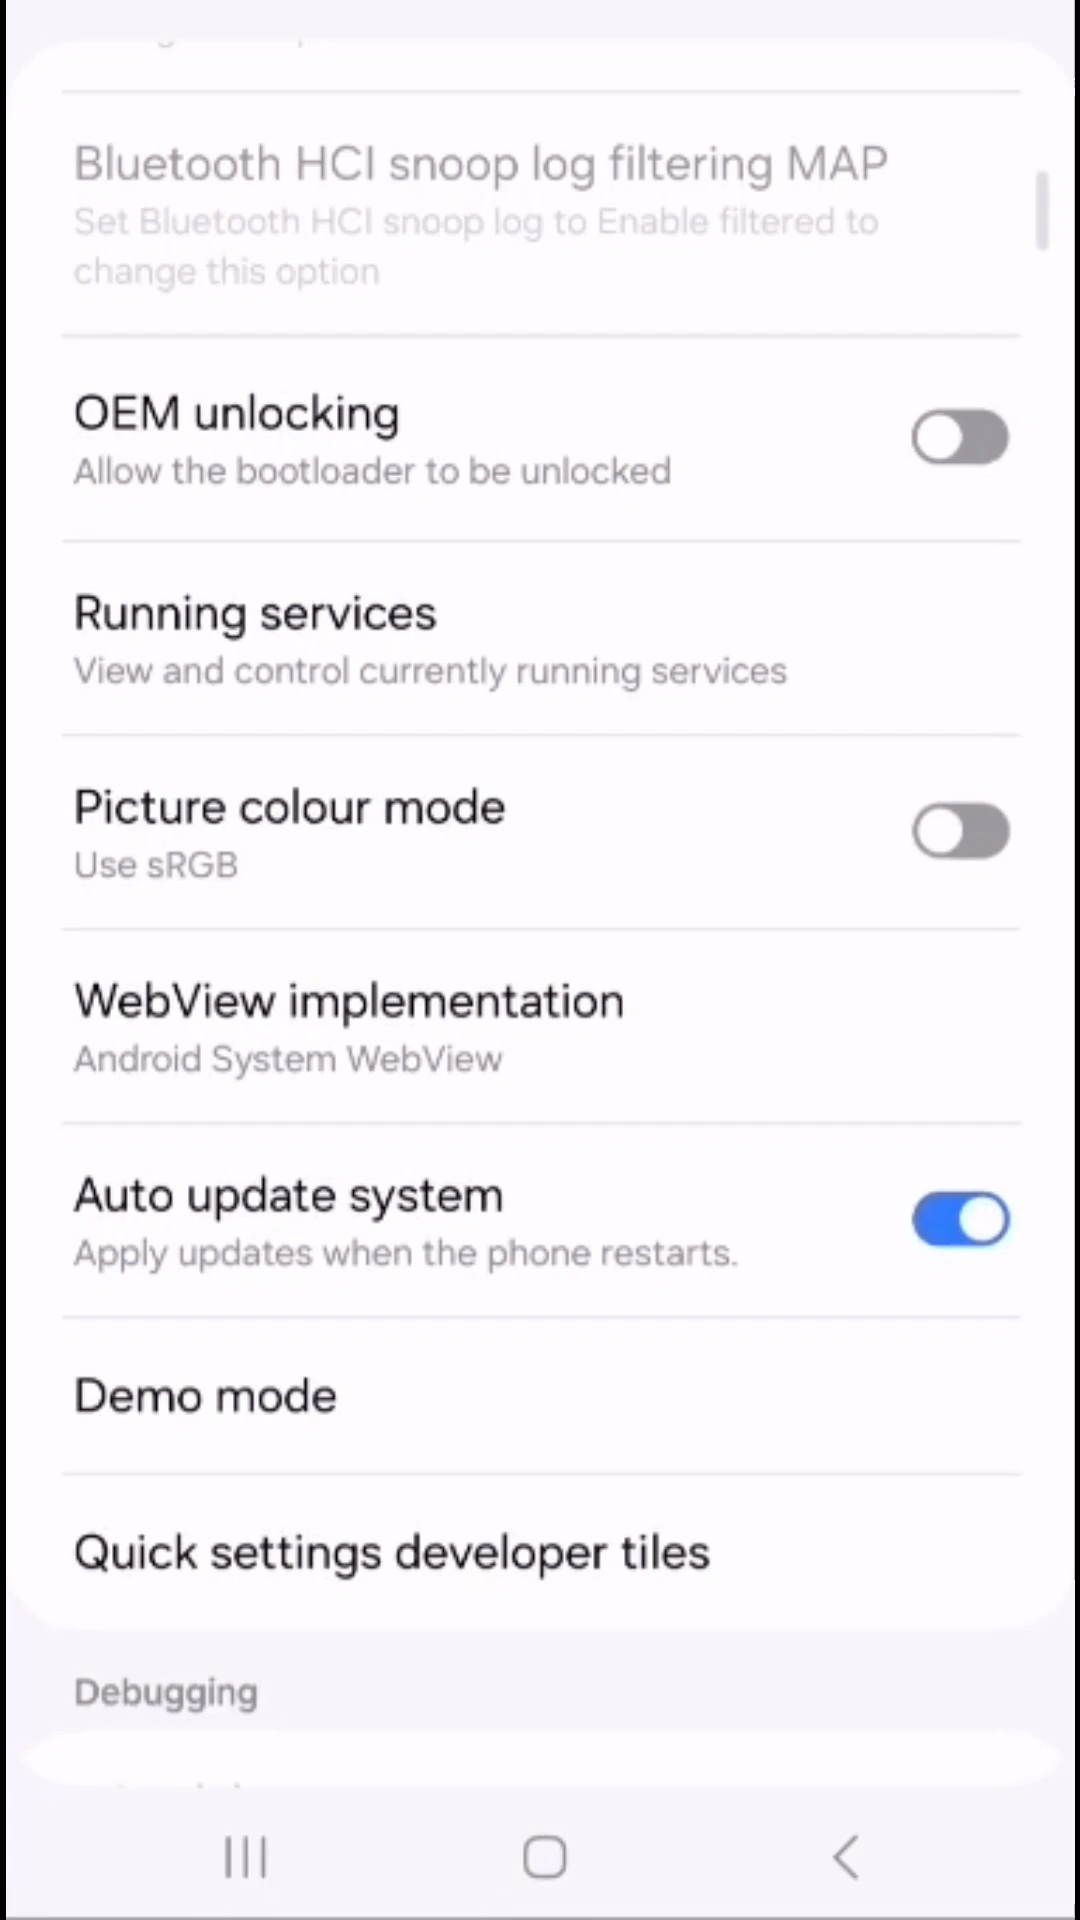 Bluetooth HCI snoop log filtering MAP
Set Bluetooth HCI snoop log to Enable filtered to
change this option
OEM unlocking
Allow the bootloader to be unlocked
Running services
View and control currently running services
Picture colour mode
Use sRGB
WebView implementation
Android System WebView
Auto update system
Apply updates when the phone restarts.
Demo mode
Quick settings developer tiles
Debugging